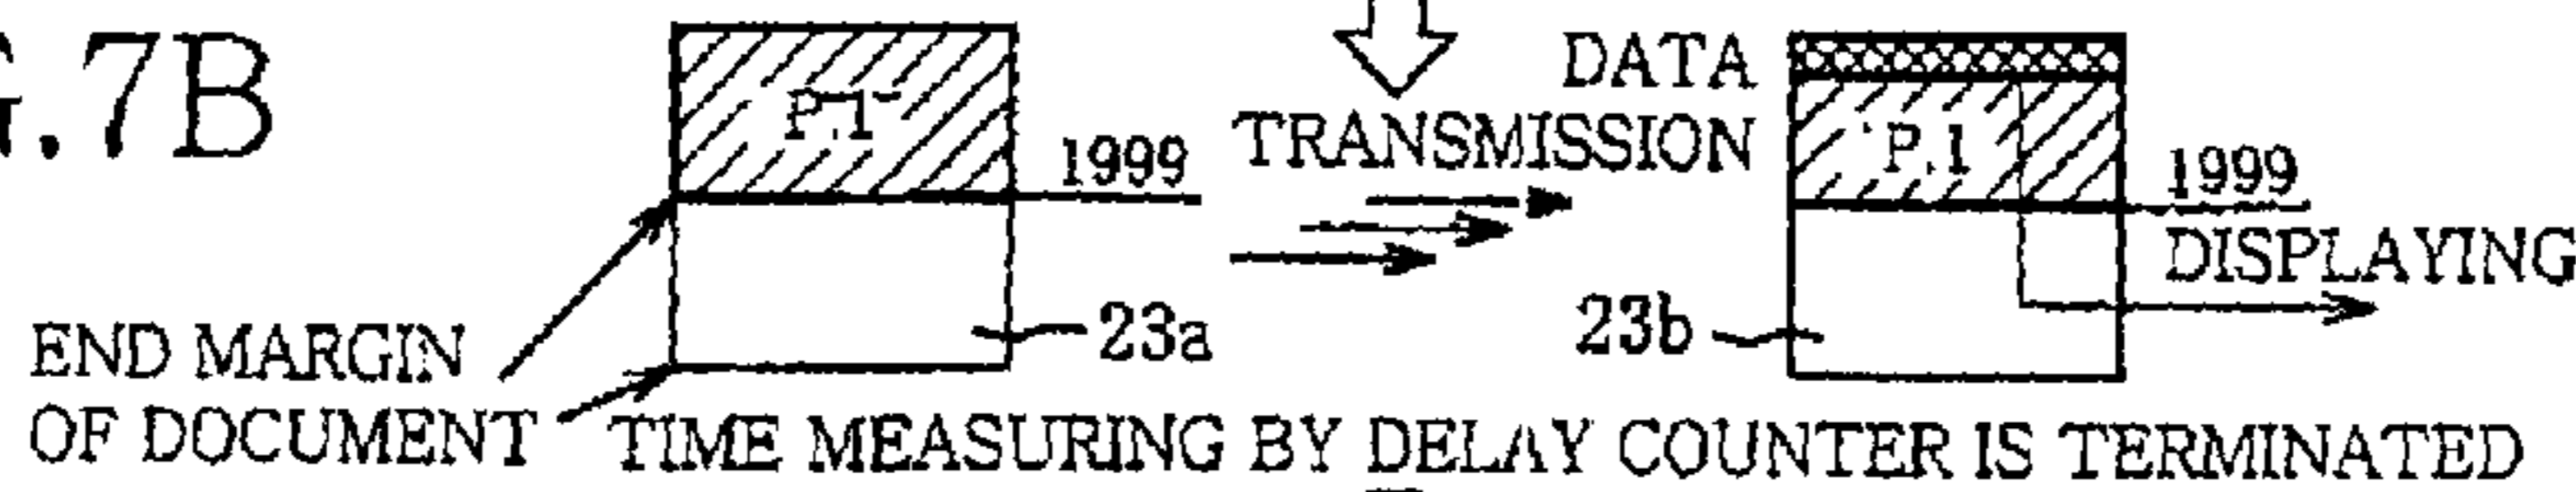 G.7B
P.1
1999
DATA
TRANSMISSION
P.1
1999
DISPLAYING
23a
23b
END MARGIN
OF DOCUMENT
TIME MEASURING BY DELAY COUNTER IS TERMINATED